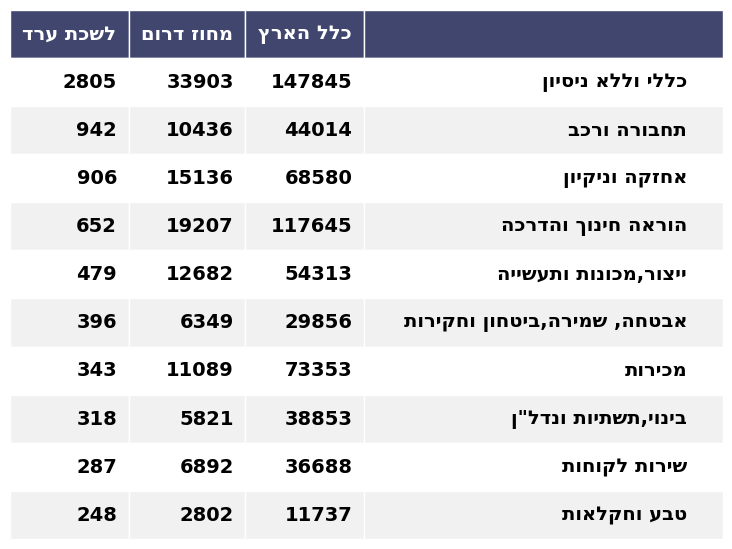 כלל הארץ מחוז דרום לשכת ערד
כללי וללא ניסיון 147845 33903 2805
תחבורה ורכב 44014 10436 942
אחזקה וניקיון 68580 15136 906
הוראה חינוך והדרכה 117645 19207 652
ייצור,מכונות ותעשייה 54313 12682 479
אבטחה, שמירה,ביטחון וחקירות 29856 6349 396
מכירות 73353 11089 343
בינוי,תשתיות ונדל"ן 38853 5821 318
שירות לקוחות 36688 6892 287
טבע וחקלאות 11737 2802 248